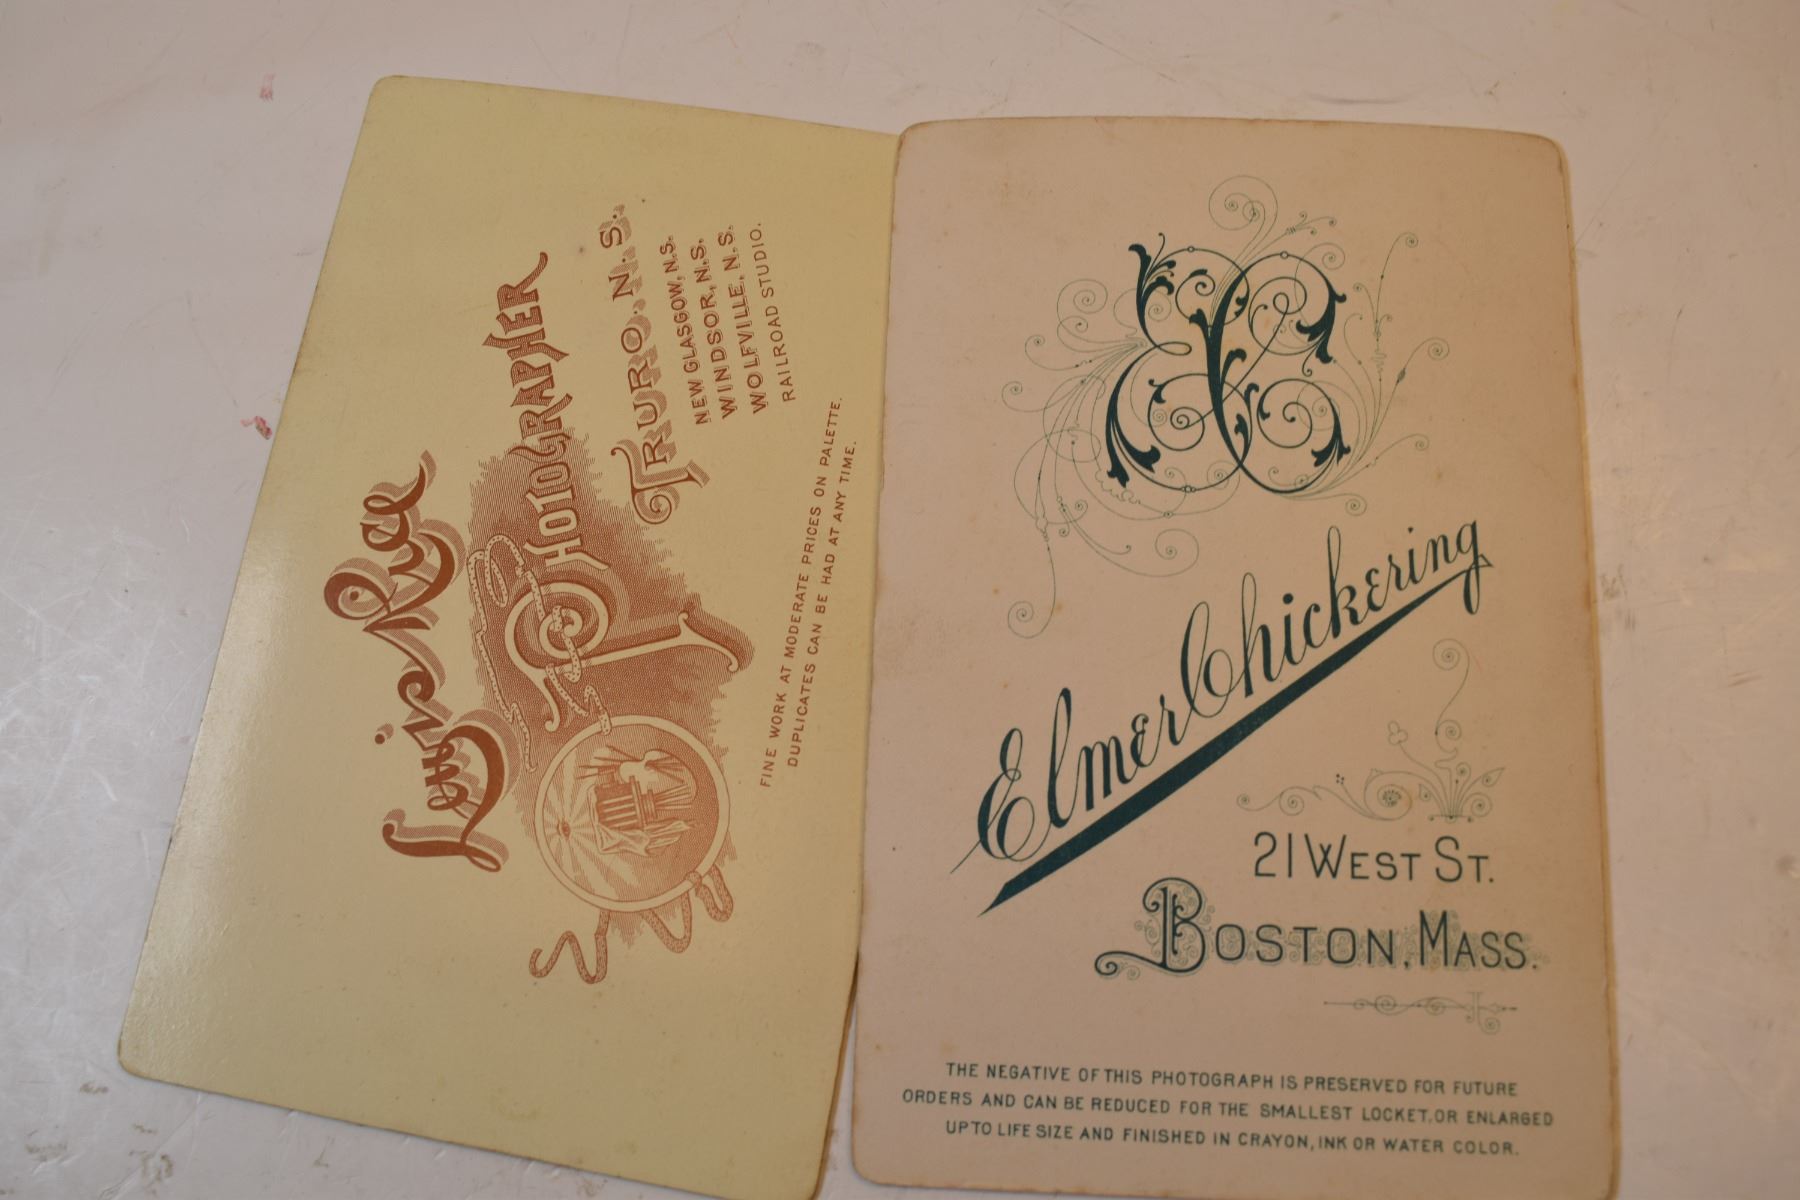 Lewis Rice
PHOTOGRAPHER
TRURO. N. S.
NEW GLASGOW, N.S.
WINDSOR, N.S.
WOLFVILLE, N. S.
RAILROAD STUDIO.
FINE WORK AT MODERATE PRICES ON PALETTE.
DUPLICATES CAN BE HAD AT ANY TIME.
EC
Elmer Chickering
21 WEST ST.
BOSTON, MASS.
THE NEGATIVE OF THIS PHOTOGRAPH IS PRESERVED FOR FUTURE
ORDERS AND CAN BE REDUCED FOR THE SMALLEST LOCKET, OR ENLARGED
UP TO LIFE SIZE AND FINISHED IN CRAYON, INK OR WATER COLOR.